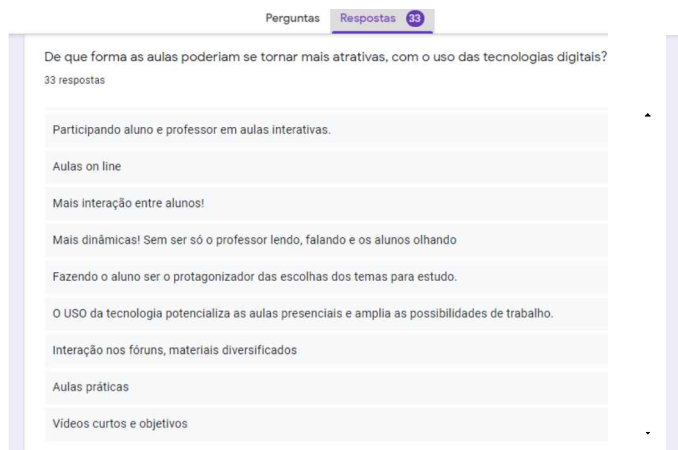 Perguntas Respostas 33
De que forma as aulas poderiam se tornar mais atrativas, com o uso das tecnologias digitais?
33 respostas
Participando aluno e professor em aulas interativas.
Aulas on line
Mais interação entre alunos!
Mais dinâmicas! Sem ser só o professor lendo, falando e os alunos olhando
Fazendo o aluno ser o protagonizador das escolhas dos temas para estudo.
O USO da tecnologia potencializa as aulas presenciais e amplia as possibilidades de trabalho.
Interação nos fóruns, materiais diversificados
Aulas práticas
Vídeos curtos e objetivos